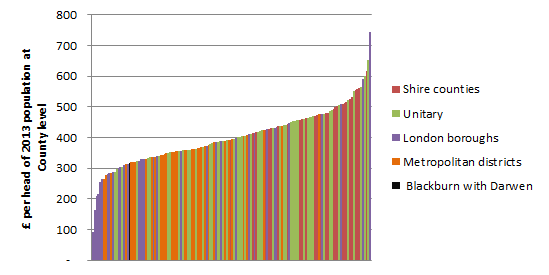 £ per head of 2013 population at
County level
800
700
600
500
400
300
200
100
Shire counties
Unitary
London boroughs
Metropolitan districts
Blackburn with Darwen